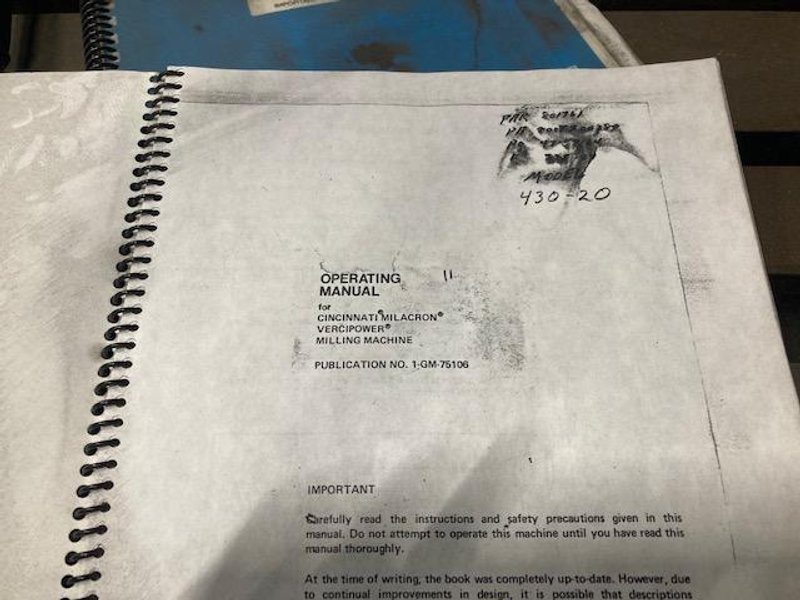 MODEL
430-20
OPERATING
MANUAL
for
CINCINNATI MILACRON®
VERCIPOWER®
MILLING MACHINE
PUBLICATION NO. 1-GM-75106
IMPORTANT
Carefully read the instructions and safety precautions given in this
manual. Do not attempt to operate this machine until you have read this
manual thoroughly.
At the time of writing, the book was completely up-to-date. However, due
to continual improvements in design, it is possible that descriptions